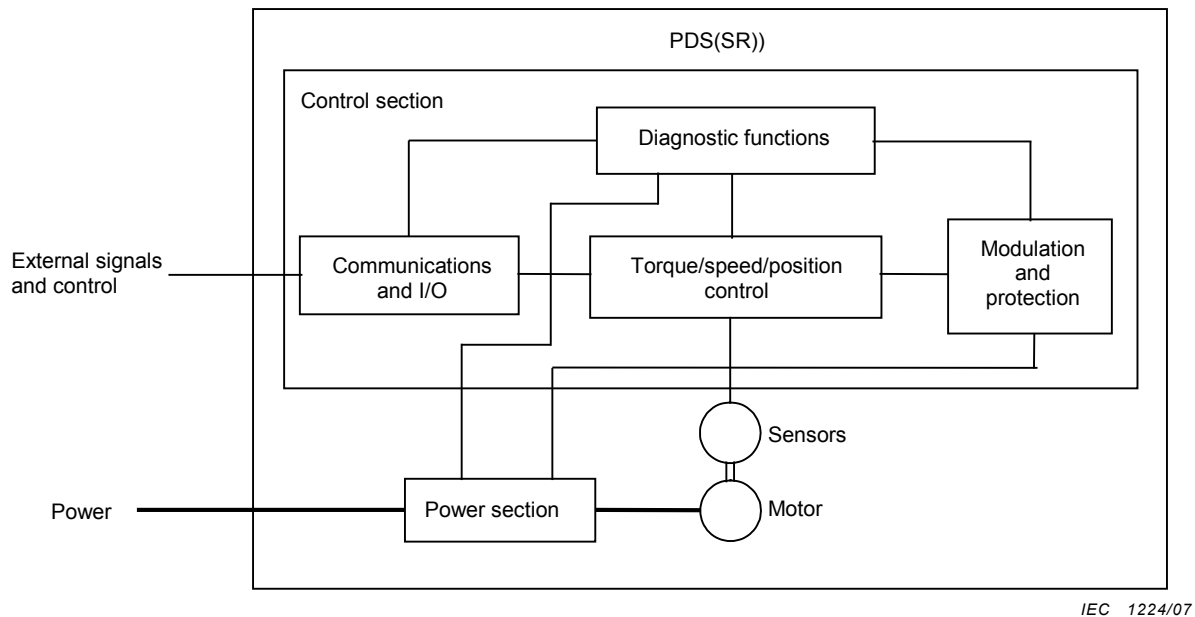 PDS(SR))
Control section
Diagnostic functions
External signals
and control
Communications
and I/O
Torque/speed/position
control
Modulation
and
protection
Sensors
Power
Power section
Motor
IEC 1224/07